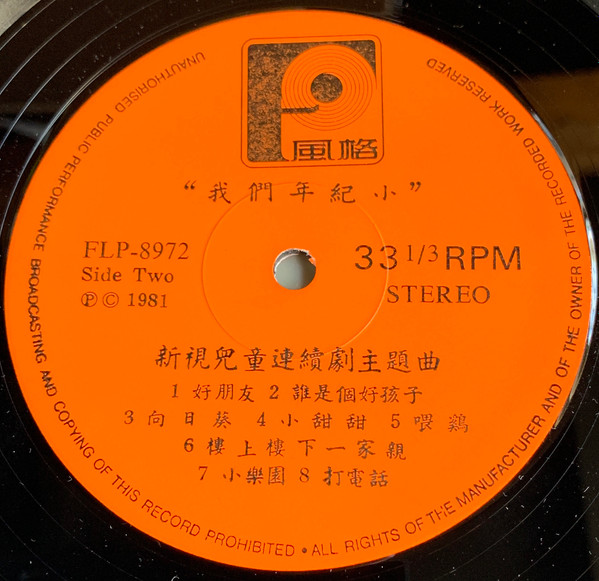 風格
“我們年紀小”
FLP-8972
Side Two
Ⓟ © 1981
33 1/3 RPM
STEREO
新視兒童連續劇主題曲
1 好朋友 2 誰是個好孩子
3 向日葵 4 小甜甜 5 喂鷄
6 樓上樓下一家親
7 小樂園 8 打電話
UNAUTHORISED PUBLIC PERFORMANCE BROADCASTING AND COPYING OF THIS RECORD PROHIBITED • ALL RIGHTS OF THE MANUFACTURER AND OF THE OWNER OF THE RECORDED WORK RESERVED